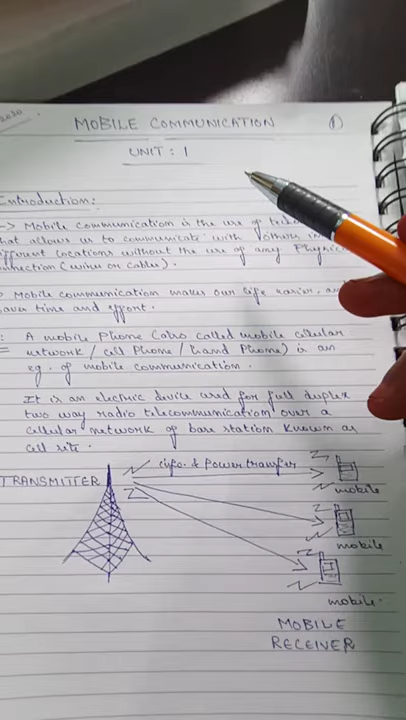 2020
MOBILE COMMUNICATION ①
UNIT : 1
Introduction:
-> Mobile communication is the use of
that allows us to communicate with others in
different locations without the use of any Physical
connection (wires or cables).
Mobile communication makes our life easier, and
saves time and effort.
: A mobile Phone (also called mobile cellular
network / cell Phone / hand Phone) is an
eg. of mobile communication.
It is an electric device used for full duplex
two way radio telecommunication over a
cellular network of base station known as
cell site.
TRANSMITTER info. & power transfer
mobile
mobile
mobile.
MOBILE
RECEIVER